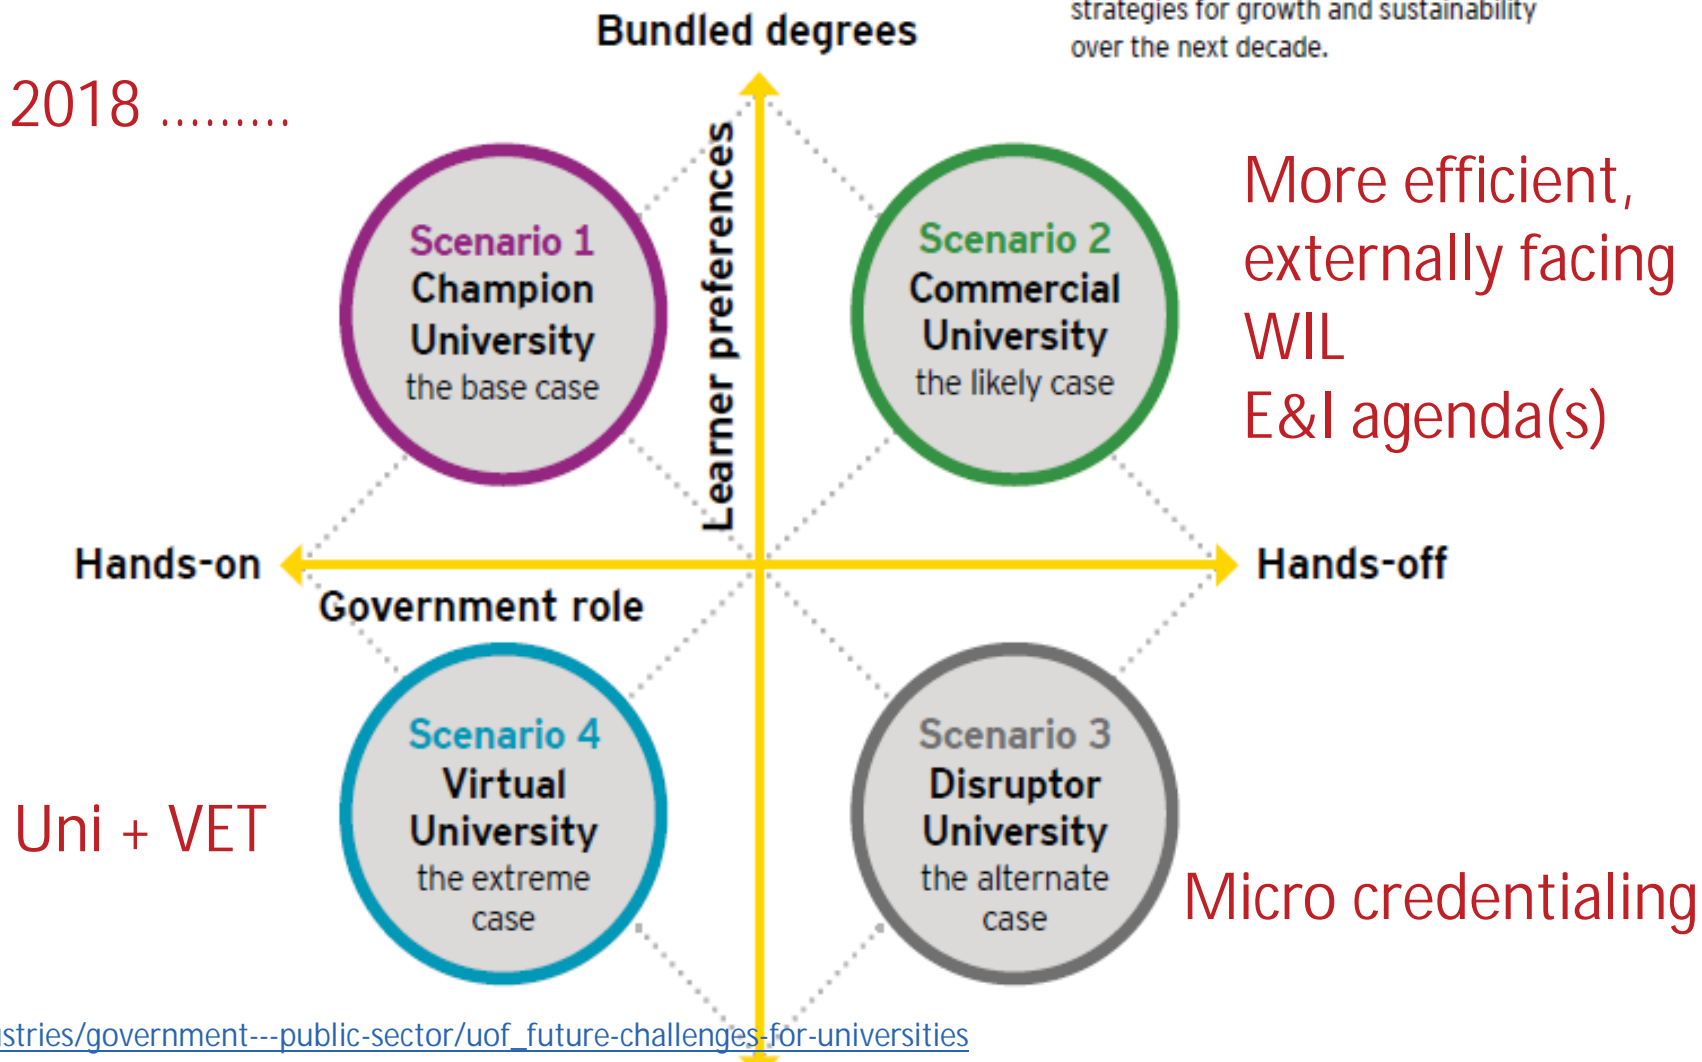 strategies for growth and sustainability
over the next decade.
Bundled degrees
2018 .........
Learner preferences
Scenario 1
Champion
University
the base case
Scenario 2
Commercial
University
the likely case
More efficient,
externally facing
WIL
E&I agenda(s)
Hands-on
Hands-off
Government role
Scenario 4
Virtual
University
the extreme
case
Scenario 3
Disruptor
University
the alternate
case
Uni + VET
Micro credentialing
ustries/government---public-sector/uof_future-challenges-for-universities